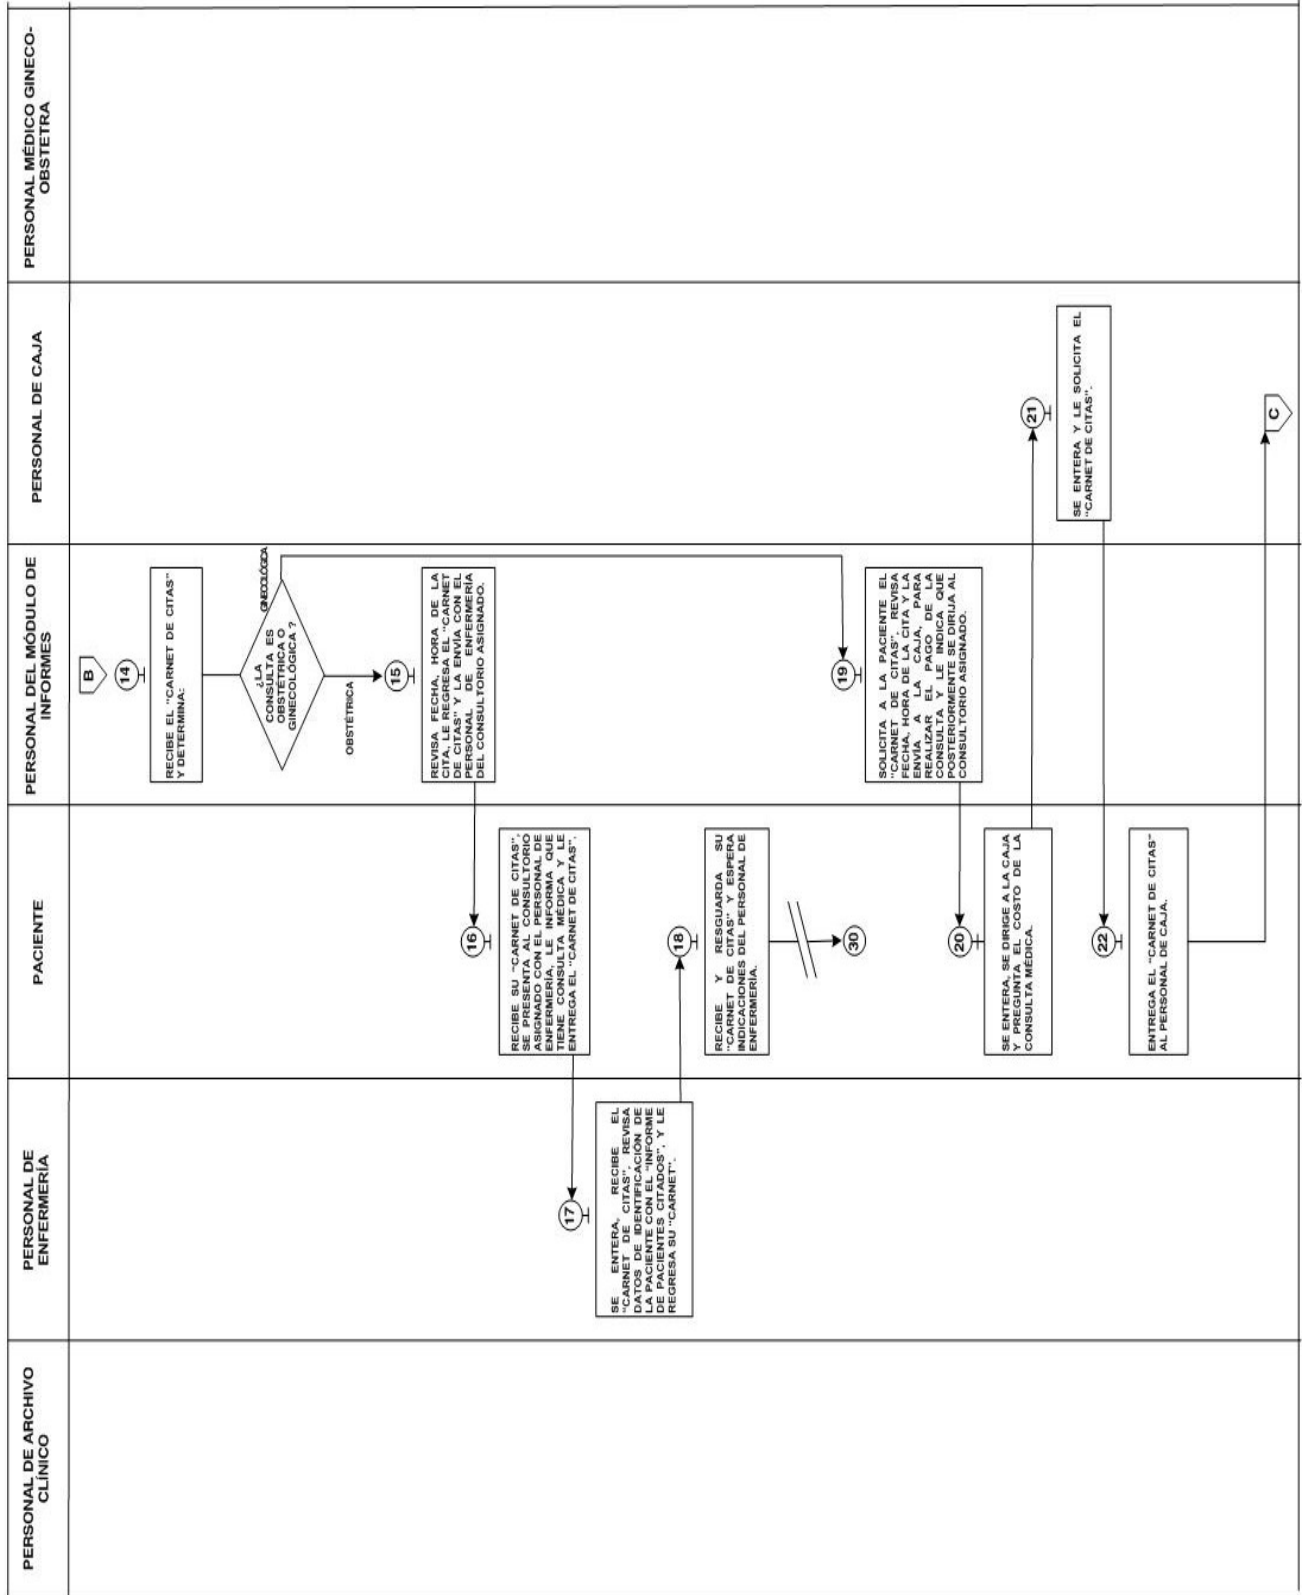 PERSONAL DE ARCHIVO
CLÍNICO
PERSONAL DE
ENFERMERÍA
PACIENTE
PERSONAL DEL MÓDULO DE
INFORMES
PERSONAL DE CAJA
PERSONAL MÉDICO GINECO-
OBSTETRA
B
14
RECIBE EL "CARNET DE CITAS"
Y DETERMINA:
¿LA
CONSULTA ES
OBSTÉTRICA O
GINECOLÓGICA ?
GINECOLÓGICA
OBSTÉTRICA
15
REVISA FECHA, HORA DE LA
CITA, LE REGRESA EL "CARNET
DE CITAS" Y LA ENVÍA CON EL
PERSONAL DE ENFERMERÍA
DEL CONSULTORIO ASIGNADO.
16
RECIBE SU "CARNET DE CITAS",
SE PRESENTA AL CONSULTORIO
ASIGNADO CON EL PERSONAL DE
ENFERMERÍA, LE INFORMA QUE
TIENE CONSULTA MÉDICA Y LE
ENTREGA EL "CARNET DE CITAS".
17
SE ENTERA, RECIBE EL
"CARNET DE CITAS", REVISA
DATOS DE IDENTIFICACIÓN DE
LA PACIENTE CON EL "INFORME
DE PACIENTES CITADOS", Y LE
REGRESA SU "CARNET".
18
RECIBE Y RESGUARDA SU
"CARNET DE CITAS" Y ESPERA
INDICACIONES DEL PERSONAL DE
ENFERMERÍA.
30
19
SOLICITA A LA PACIENTE EL
"CARNET DE CITAS", REVISA
FECHA, HORA DE LA CITA Y LA
ENVÍA A LA CAJA, PARA
REALIZAR EL PAGO DE LA
CONSULTA Y LE INDICA QUE
POSTERIORMENTE SE DIRIJA AL
CONSULTORIO ASIGNADO.
20
SE ENTERA, SE DIRIGE A LA CAJA
Y PREGUNTA EL COSTO DE LA
CONSULTA MÉDICA.
21
SE ENTERA Y LE SOLICITA EL
"CARNET DE CITAS".
22
ENTREGA EL "CARNET DE CITAS"
AL PERSONAL DE CAJA.
C